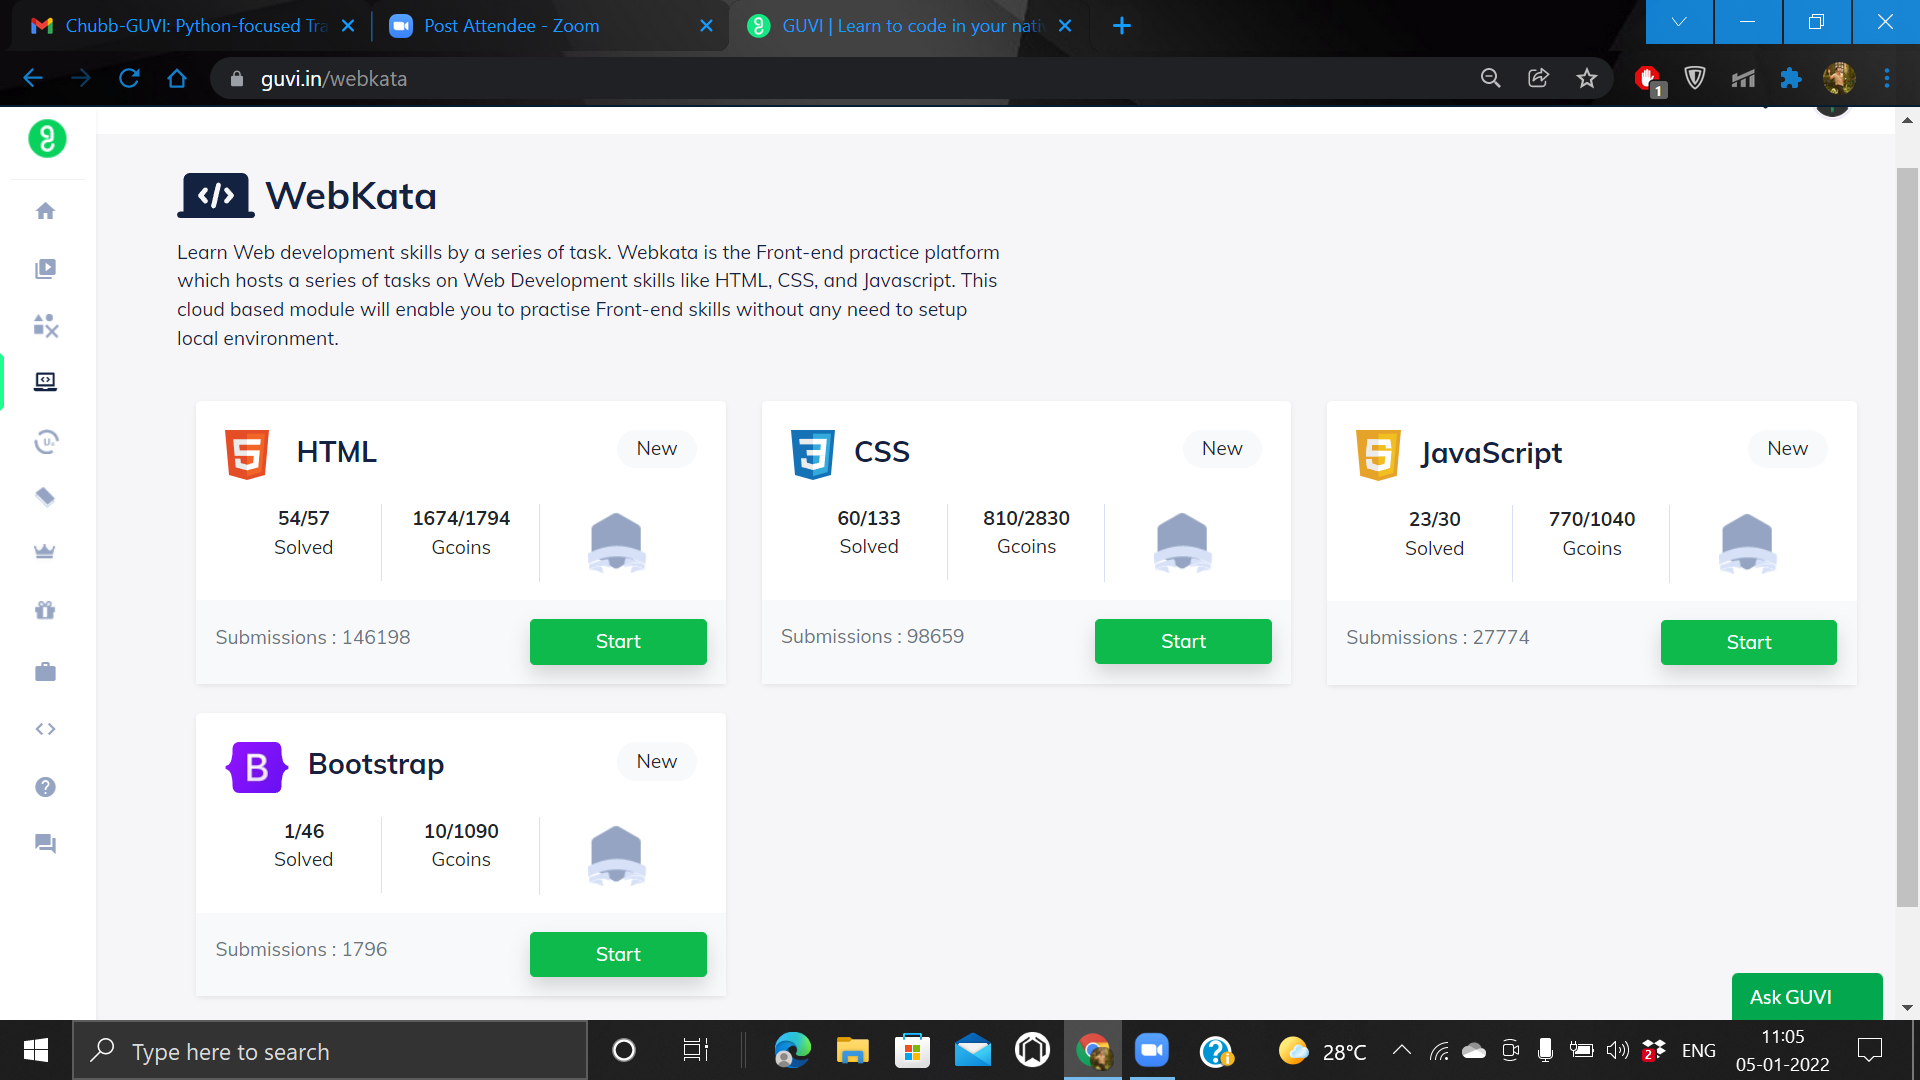 Chubb-GUVI: Python-focused Tra
Post Attendee - Zoom
GUVI | Learn to code in your nati
guvi.in/webkata
1
WebKata
Learn Web development skills by a series of task. Webkata is the Front-end practice platform
which hosts a series of tasks on Web Development skills like HTML, CSS, and Javascript. This
cloud based module will enable you to practise Front-end skills without any need to setup
local environment.
HTML
New
54/57
Solved
1674/1794
Gcoins
Submissions : 146198
Start
CSS
New
60/133
Solved
810/2830
Gcoins
Submissions : 98659
Start
JavaScript
New
23/30
Solved
770/1040
Gcoins
Submissions : 27774
Start
B
Bootstrap
New
1/46
Solved
10/1090
Gcoins
Submissions : 1796
Start
Ask GUVI
Type here to search
28°C
2
ENG
11:05
05-01-2022